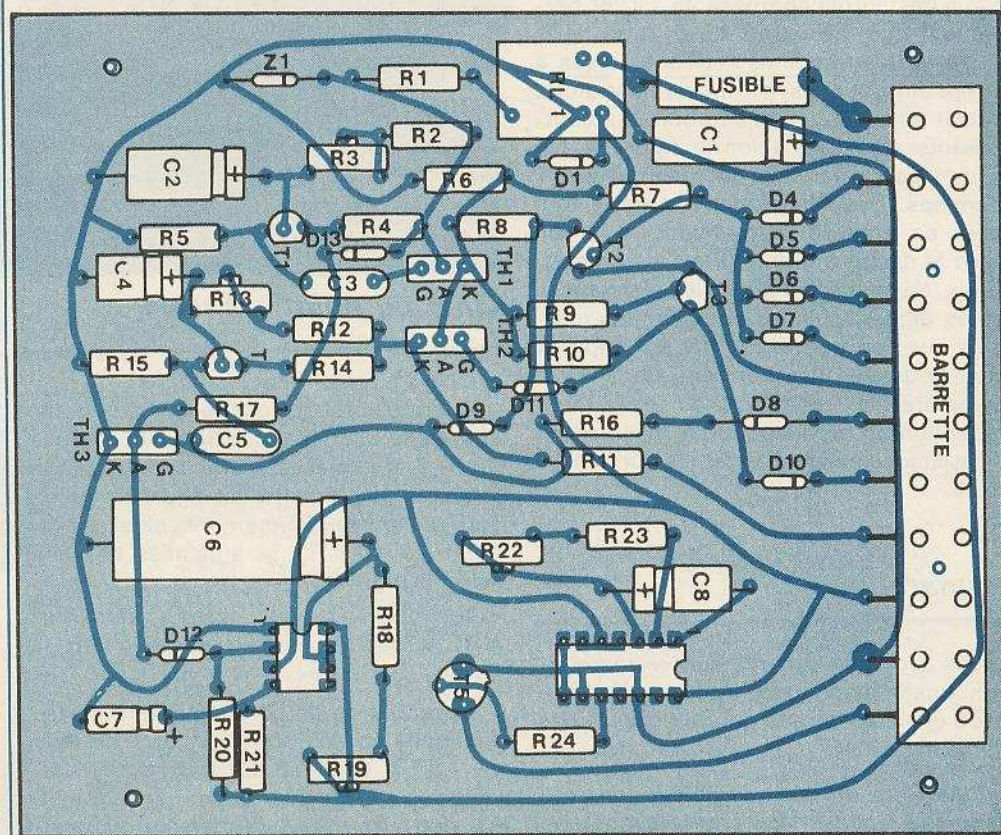 Z1
R1
RL1
FUSIBLE
R2
R3
C1
+
C2
+
R6
D1
R7
D4
R5
T1
D13
R4
R8
T2
D5
C4
+
R13
C3
G A K
TH1
D6
T3
R12
R9
D7
R15
T
R14
K A G
TH2
R10
D11
BARRETTE
R17
D9
R16
D8
TH3
K A G
C5
R11
D10
C6
+
R22
R23
+
C8
R18
1
1
D12
C7
+
R20
R21
R19
R24